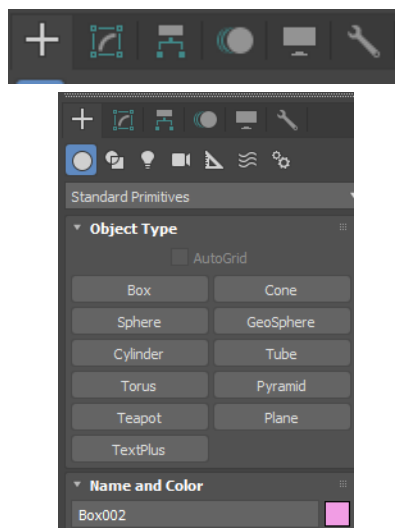 Standard Primitives
Object Type
AutoGrid
Box Cone
Sphere GeoSphere
Cylinder Tube
Torus Pyramid
Teapot Plane
TextPlus
Name and Color
Box002